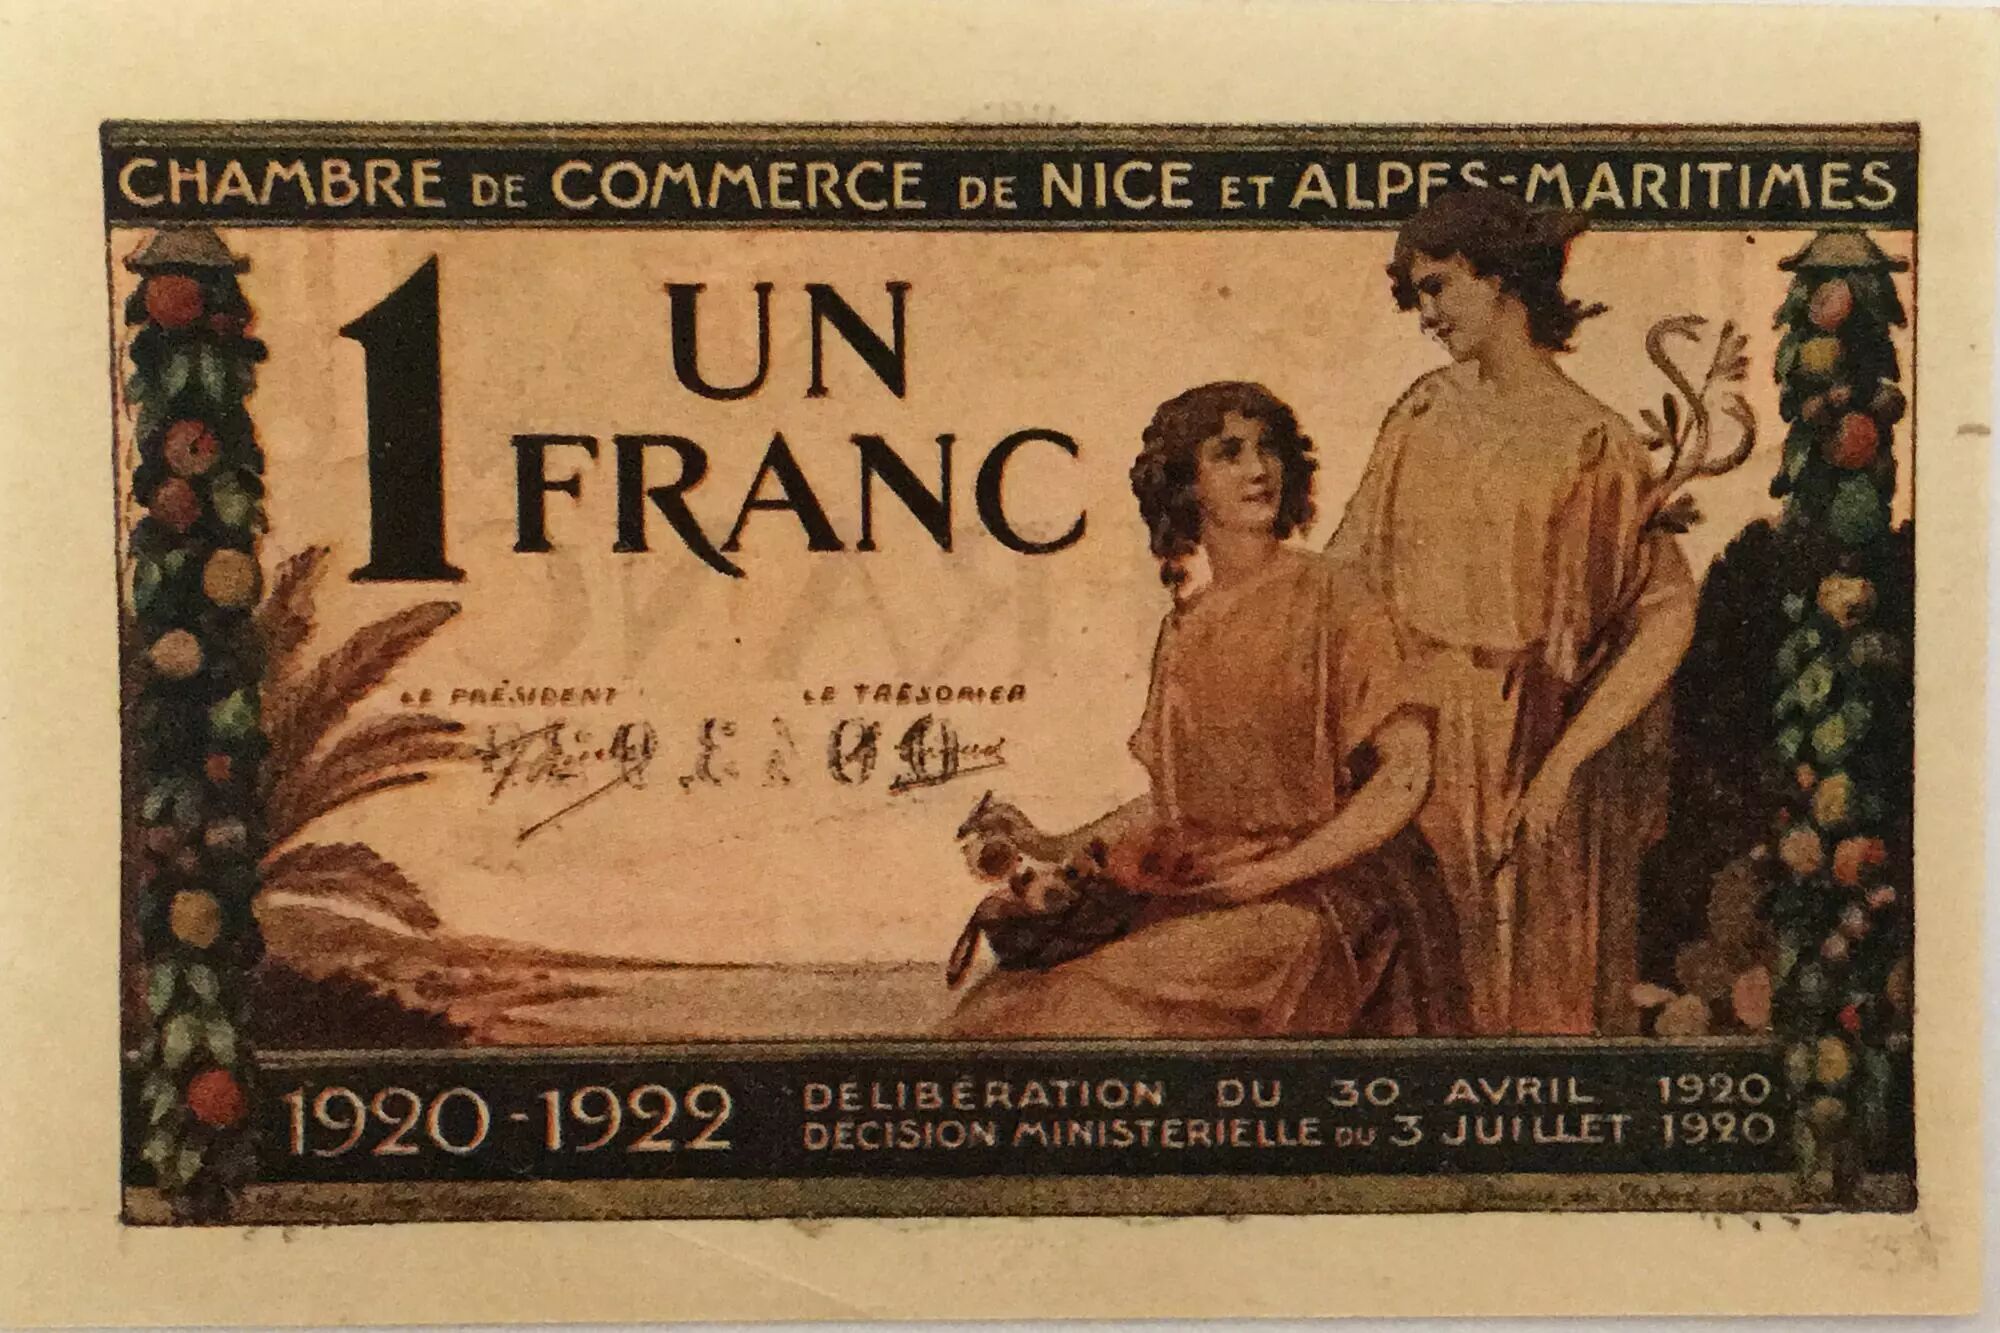 CHAMBRE DE COMMERCE DE NICE ET ALPES-MARITIMES
1
UN
FRANC
LE PRÉSIDENT LE TRÉSORIER
1920-1922
DÉLIBÉRATION DU 30 AVRIL 1920
DÉCISION MINISTÉRIELLE DU 3 JUILLET 1920